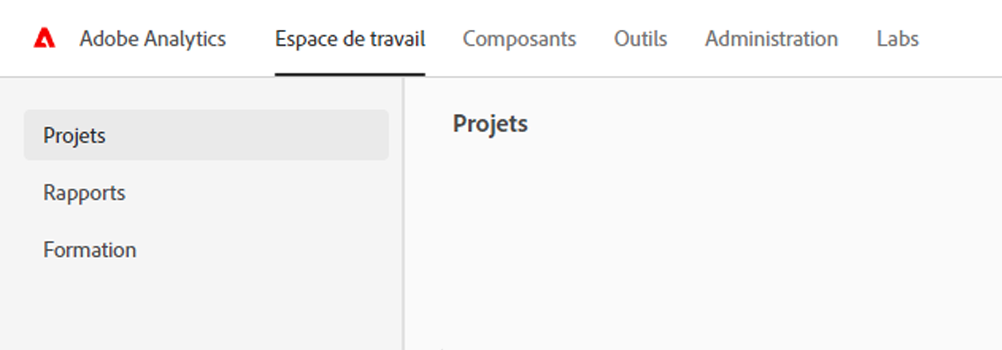 Adobe Analytics Espace de travail Composants Outils Administration Labs
Projets
Rapports
Formation
Projets